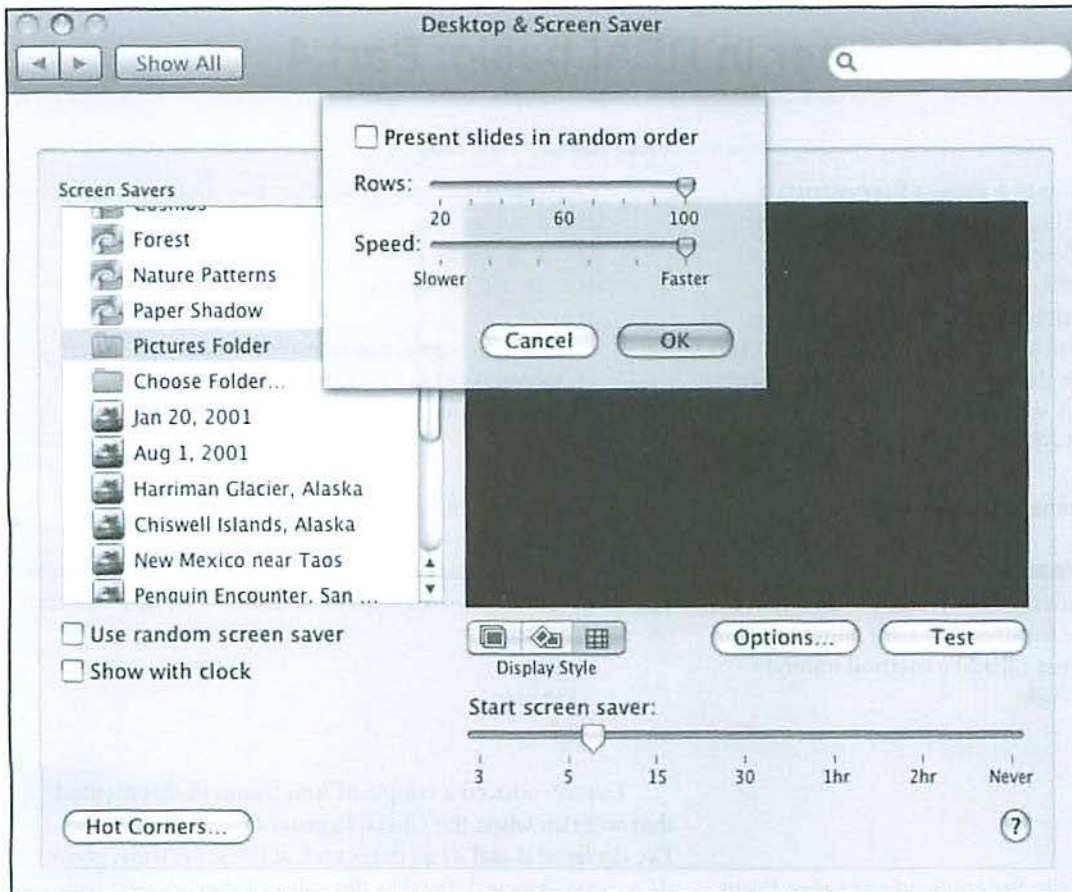 Desktop & Screen Saver
Show All
Present slides in random order
Rows:
20 60 100
Speed:
Slower Faster
Cancel OK
Screen Savers
Cosmos
Forest
Nature Patterns
Paper Shadow
Pictures Folder
Choose Folder...
Jan 20, 2001
Aug 1, 2001
Harriman Glacier, Alaska
Chiswell Islands, Alaska
New Mexico near Taos
Penguin Encounter, San ...
Use random screen saver
Show with clock
Display Style
Options... Test
Start screen saver:
3 5 15 30 1hr 2hr Never
Hot Corners...
?